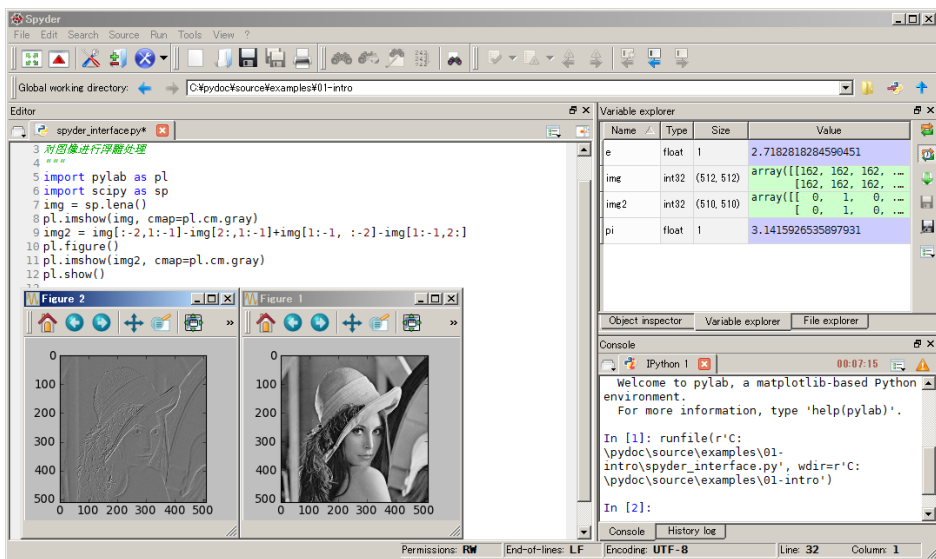 Spyder
File Edit Search Source Run Tools View ?
Global working directory: C:¥pydoc¥source¥examples¥01-intro
Editor
spyder_interface.py*
3 对图像进行浮雕处理
4 """
5 import pylab as pl
6 import scipy as sp
7 img = sp.lena()
8 pl.imshow(img, cmap=pl.cm.gray)
9 img2 = img[:-2,1:-1]-img[2:,1:-1]+img[1:-1, :-2]-img[1:-1,2:]
10 pl.figure()
11 pl.imshow(img2, cmap=pl.cm.gray)
12 pl.show()
Figure 2
»
0
100
200
300
400
500
0 100 200 300 400 500
Figure 1
»
0
100
200
300
400
500
0 100 200 300 400 500
Variable explorer
Name Type Size Value
e float 1 2.7182818284590451
img int32 (512, 512) array([[162, 162, 162, ...
[162, 162, 162, ...
img2 int32 (510, 510) array([[ 0, 1, 0, ...
[ 0, 1, 0, ...
pi float 1 3.1415926535897931
Object inspector Variable explorer File explorer
Console
IPython 1 00:07:15
Welcome to pylab, a matplotlib-based Python
environment.
For more information, type 'help(pylab)'.
In [1]: runfile(r'C:
\pydoc\source\examples\01-
intro\spyder_interface.py', wdir=r'C:
\pydoc\source\examples\01-intro')
In [2]:
Console History log
Permissions: RW End-of-lines: LF Encoding: UTF-8 Line: 32 Column: 1